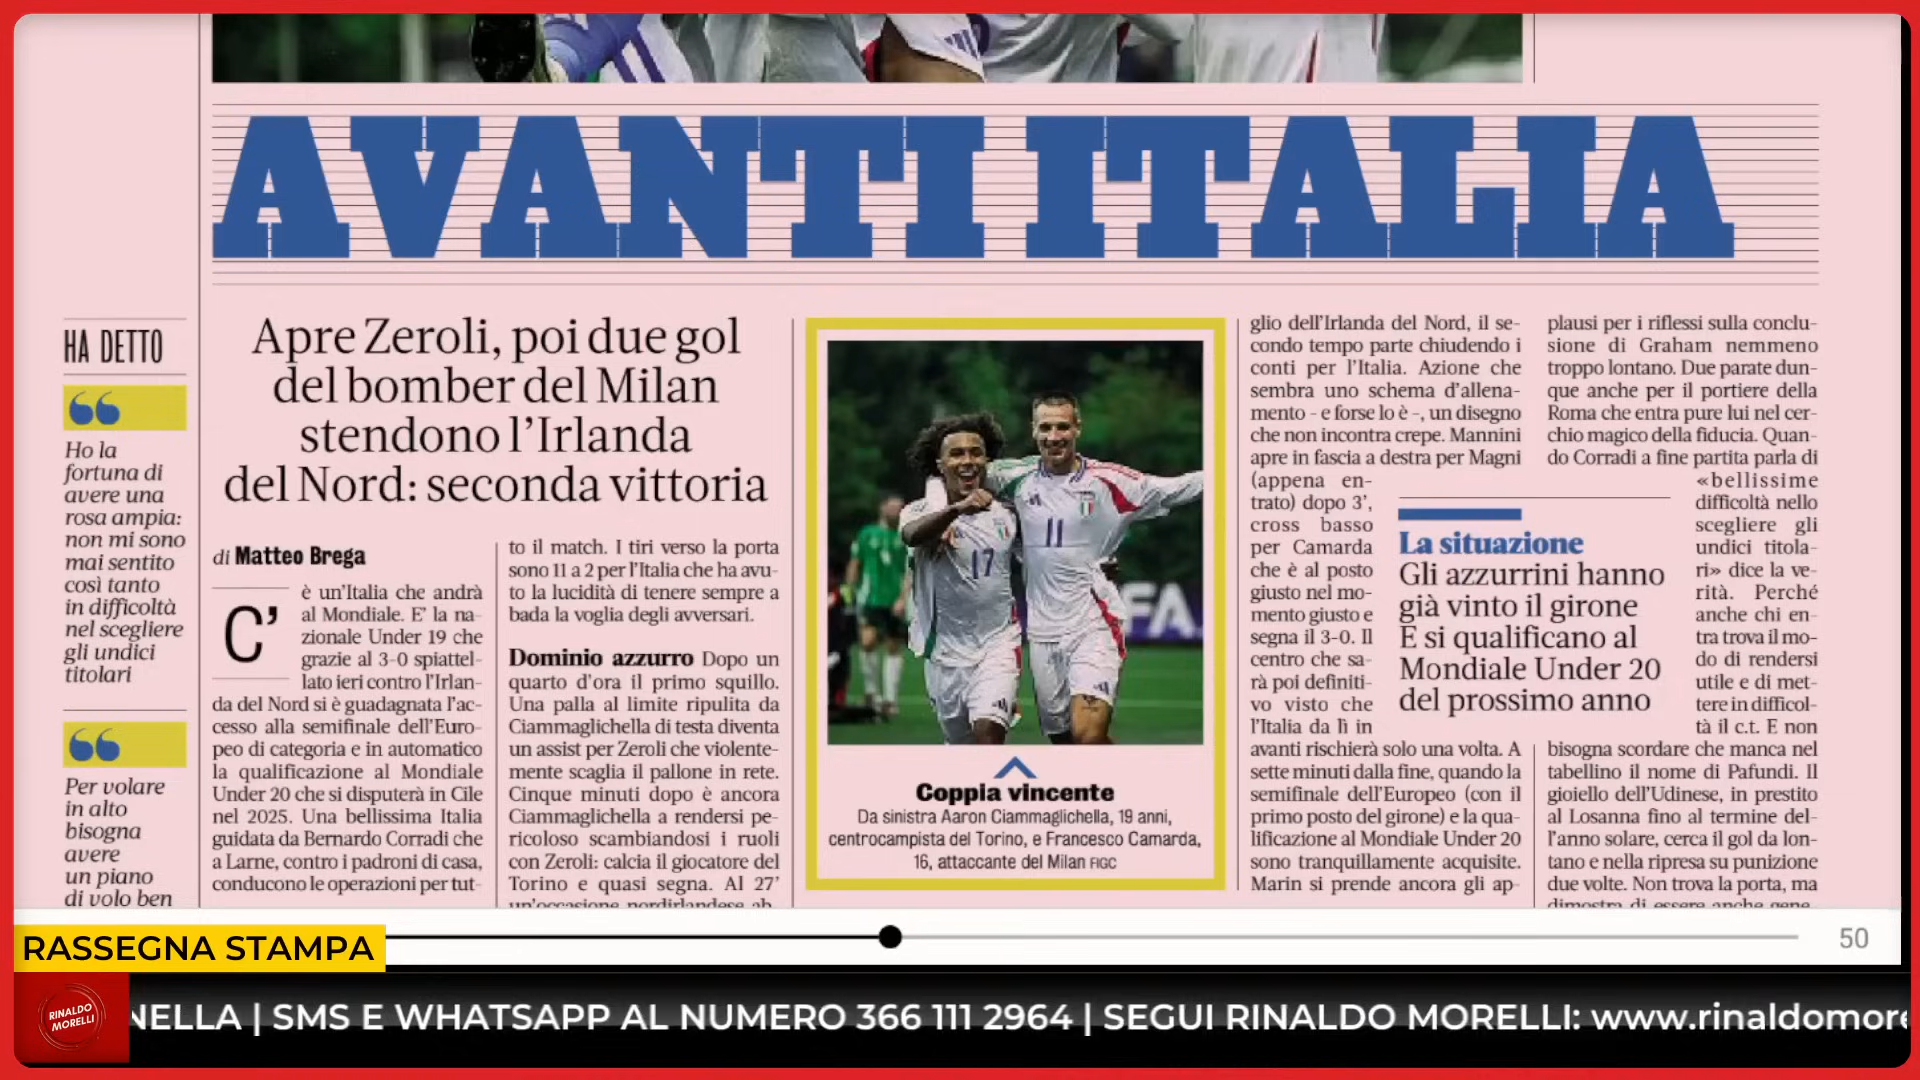 AVANTI ITALIA
HA DETTO
Ho la
fortuna di
avere una
rosa ampia:
non mi sono
mai sentito
così tanto
in difficoltà
nel scegliere
gli undici
titolari
Per volare
in alto
bisogna
avere
un piano
di volo ben
Apre Zeroli, poi due gol
del bomber del Milan
stendono l'Irlanda
del Nord: seconda vittoria
di Matteo Brega
C'è un'Italia che andrà
al Mondiale. E' la na-
zionale Under 19 che
grazie al 3-0 spiattel-
lato ieri contro l'Irlan-
da del Nord si è guadagnata l'ac-
cesso alla semifinale dell'Euro-
peo di categoria e in automatico
la qualificazione al Mondiale
Under 20 che si disputerà in Cile
nel 2025. Una bellissima Italia
guidata da Bernardo Corradi che
a Larne, contro i padroni di casa,
conducono le operazioni per tut-
to il match. I tiri verso la porta
sono 11 a 2 per l'Italia che ha avu-
to la lucidità di tenere sempre a
bada la voglia degli avversari.
Dominio azzurro Dopo un
quarto d'ora il primo squillo.
Una palla al limite ripulita da
Ciammaglichella di testa diventa
un assist per Zeroli che violente-
mente scaglia il pallone in rete.
Cinque minuti dopo è ancora
Ciammaglichella a rendersi pe-
ricoloso scambiandosi i ruoli
con Zeroli: calcia il giocatore del
Torino e quasi segna. Al 27'
un'occasione nordirlandese ab-
17
11
FA
Coppia vincente
Da sinistra Aaron Ciammaglichella, 19 anni,
centrocampista del Torino, e Francesco Camarda,
16, attaccante del Milan FIGC
glio dell'Irlanda del Nord, il se-
condo tempo parte chiudendo i
conti per l'Italia. Azione che
sembra uno schema d'allena-
mento - e forse lo è -, un disegno
che non incontra crepe. Mannini
apre in fascia a destra per Magni
(appena en-
trato) dopo 3',
cross basso
per Camarda
che è al posto
giusto nel mo-
mento giusto e
segna il 3-0. Il
centro che sa-
rà poi definiti-
vo visto che
l'Italia da lì in
avanti rischierà solo una volta. A
sette minuti dalla fine, quando la
semifinale dell'Europeo (con il
primo posto del girone) e la qua-
lificazione al Mondiale Under 20
sono tranquillamente acquisite.
Marin si prende ancora gli ap-
La situazione
Gli azzurrini hanno
già vinto il girone
E si qualificano al
Mondiale Under 20
del prossimo anno
plausi per i riflessi sulla conclu-
sione di Graham nemmeno
troppo lontano. Due parate dun-
que anche per il portiere della
Roma che entra pure lui nel cer-
chio magico della fiducia. Quan-
do Corradi a fine partita parla di
«bellissime
difficoltà nello
scegliere gli
undici titola-
ri» dice la ve-
rità. Perché
anche chi en-
tra trova il mo-
do di rendersi
utile e di met-
tere in difficol-
tà il c.t. E non
bisogna scordare che manca nel
tabellino il nome di Pafundi. Il
gioiello dell'Udinese, in prestito
al Losanna fino al termine del-
l'anno solare, cerca il gol da lon-
tano e nella ripresa su punizione
due volte. Non trova la porta, ma
dimostra di essere anche gene-
50
RASSEGNA STAMPA
RINALDO
MORELLI
NELLA | SMS E WHATSAPP AL NUMERO 366 111 2964 | SEGUI RINALDO MORELLI: www.rinaldomore